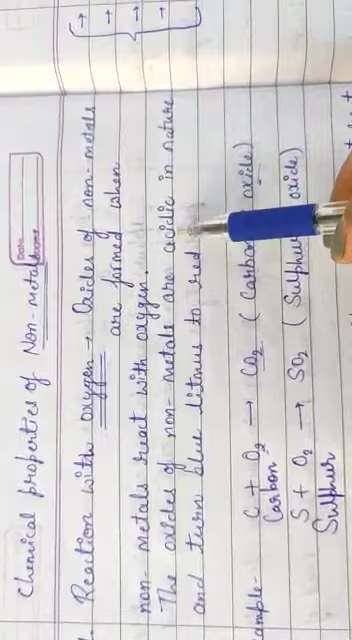 Date
Chemical properties of Non-metals
1. Reaction with oxygen → Oxides of non-metals
are formed when
non-metals react with oxygen.
The oxides of non-metals are acidic in nature
and turn blue litmus to red
C + O2 → CO2 (Carbon oxide)
Carbon
S + O2 → SO2 (Sulphur oxide)
Sulphur